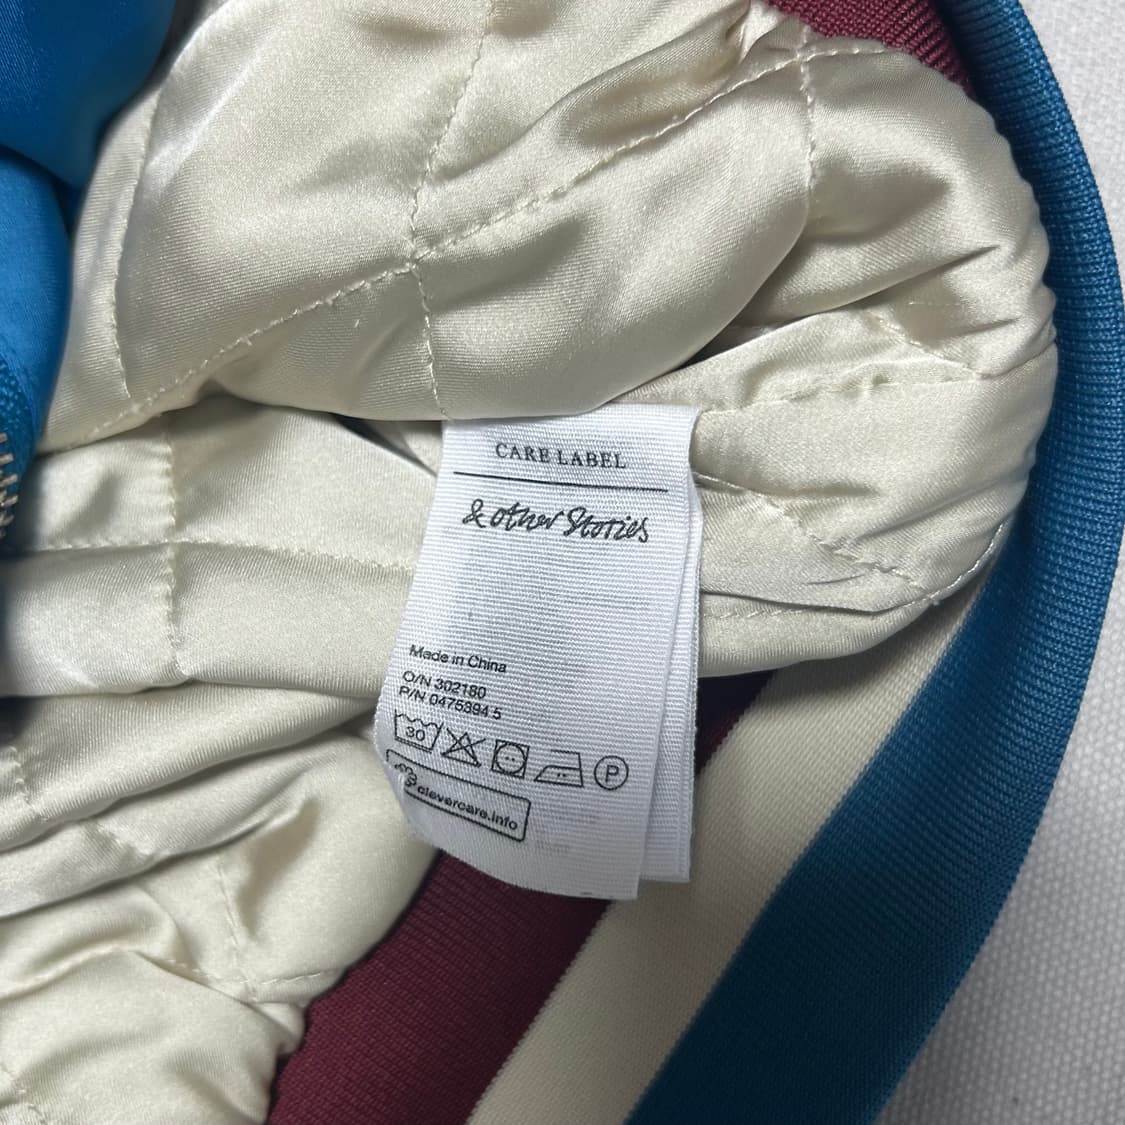 CARE LABEL
& other Stories
Made in China
O/N 302180
P/N 0475394 5
30
P
clevercare.info